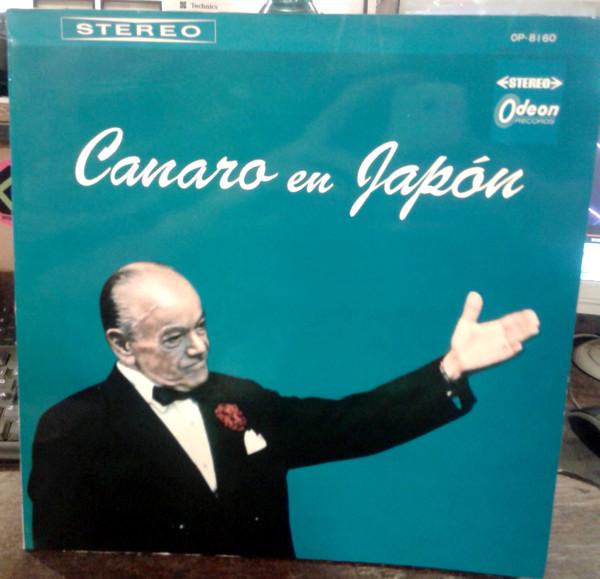 Technics
STEREO
OP-8160
STEREO
Odeon
RECORDS
Canaro en Japón